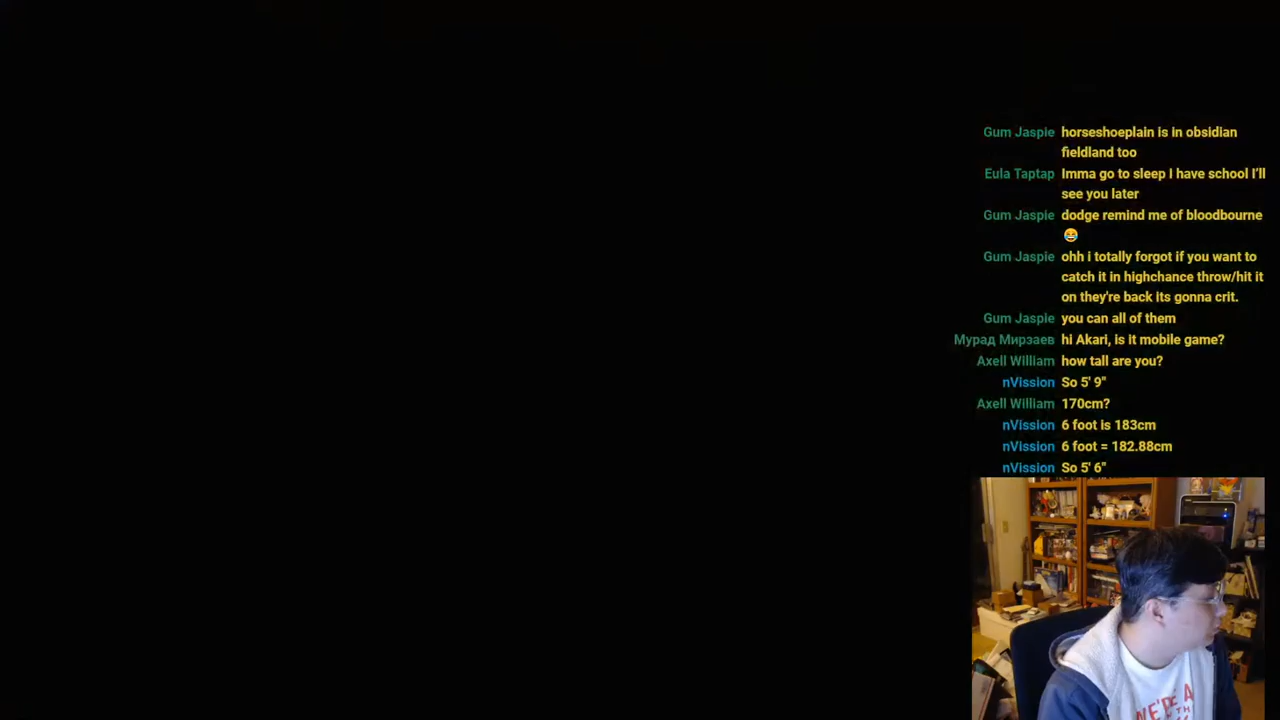 Gum Jaspie horseshoeplain is in obsidian
fieldland too
Eula Taptap Imma go to sleep I have school I'll
see you later
Gum Jaspie dodge remind me of bloodbourne
😂
Gum Jaspie ohh i totally forgot if you want to
catch it in highchance throw/hit it
on they're back its gonna crit.
Gum Jaspie you can all of them
Мурад Мирзаев hi Akari, is it mobile game?
Axell William how tall are you?
nVission So 5' 9"
Axell William 170cm?
nVission 6 foot is 183cm
nVission 6 foot = 182.88cm
nVission So 5' 6"
WE'RE A